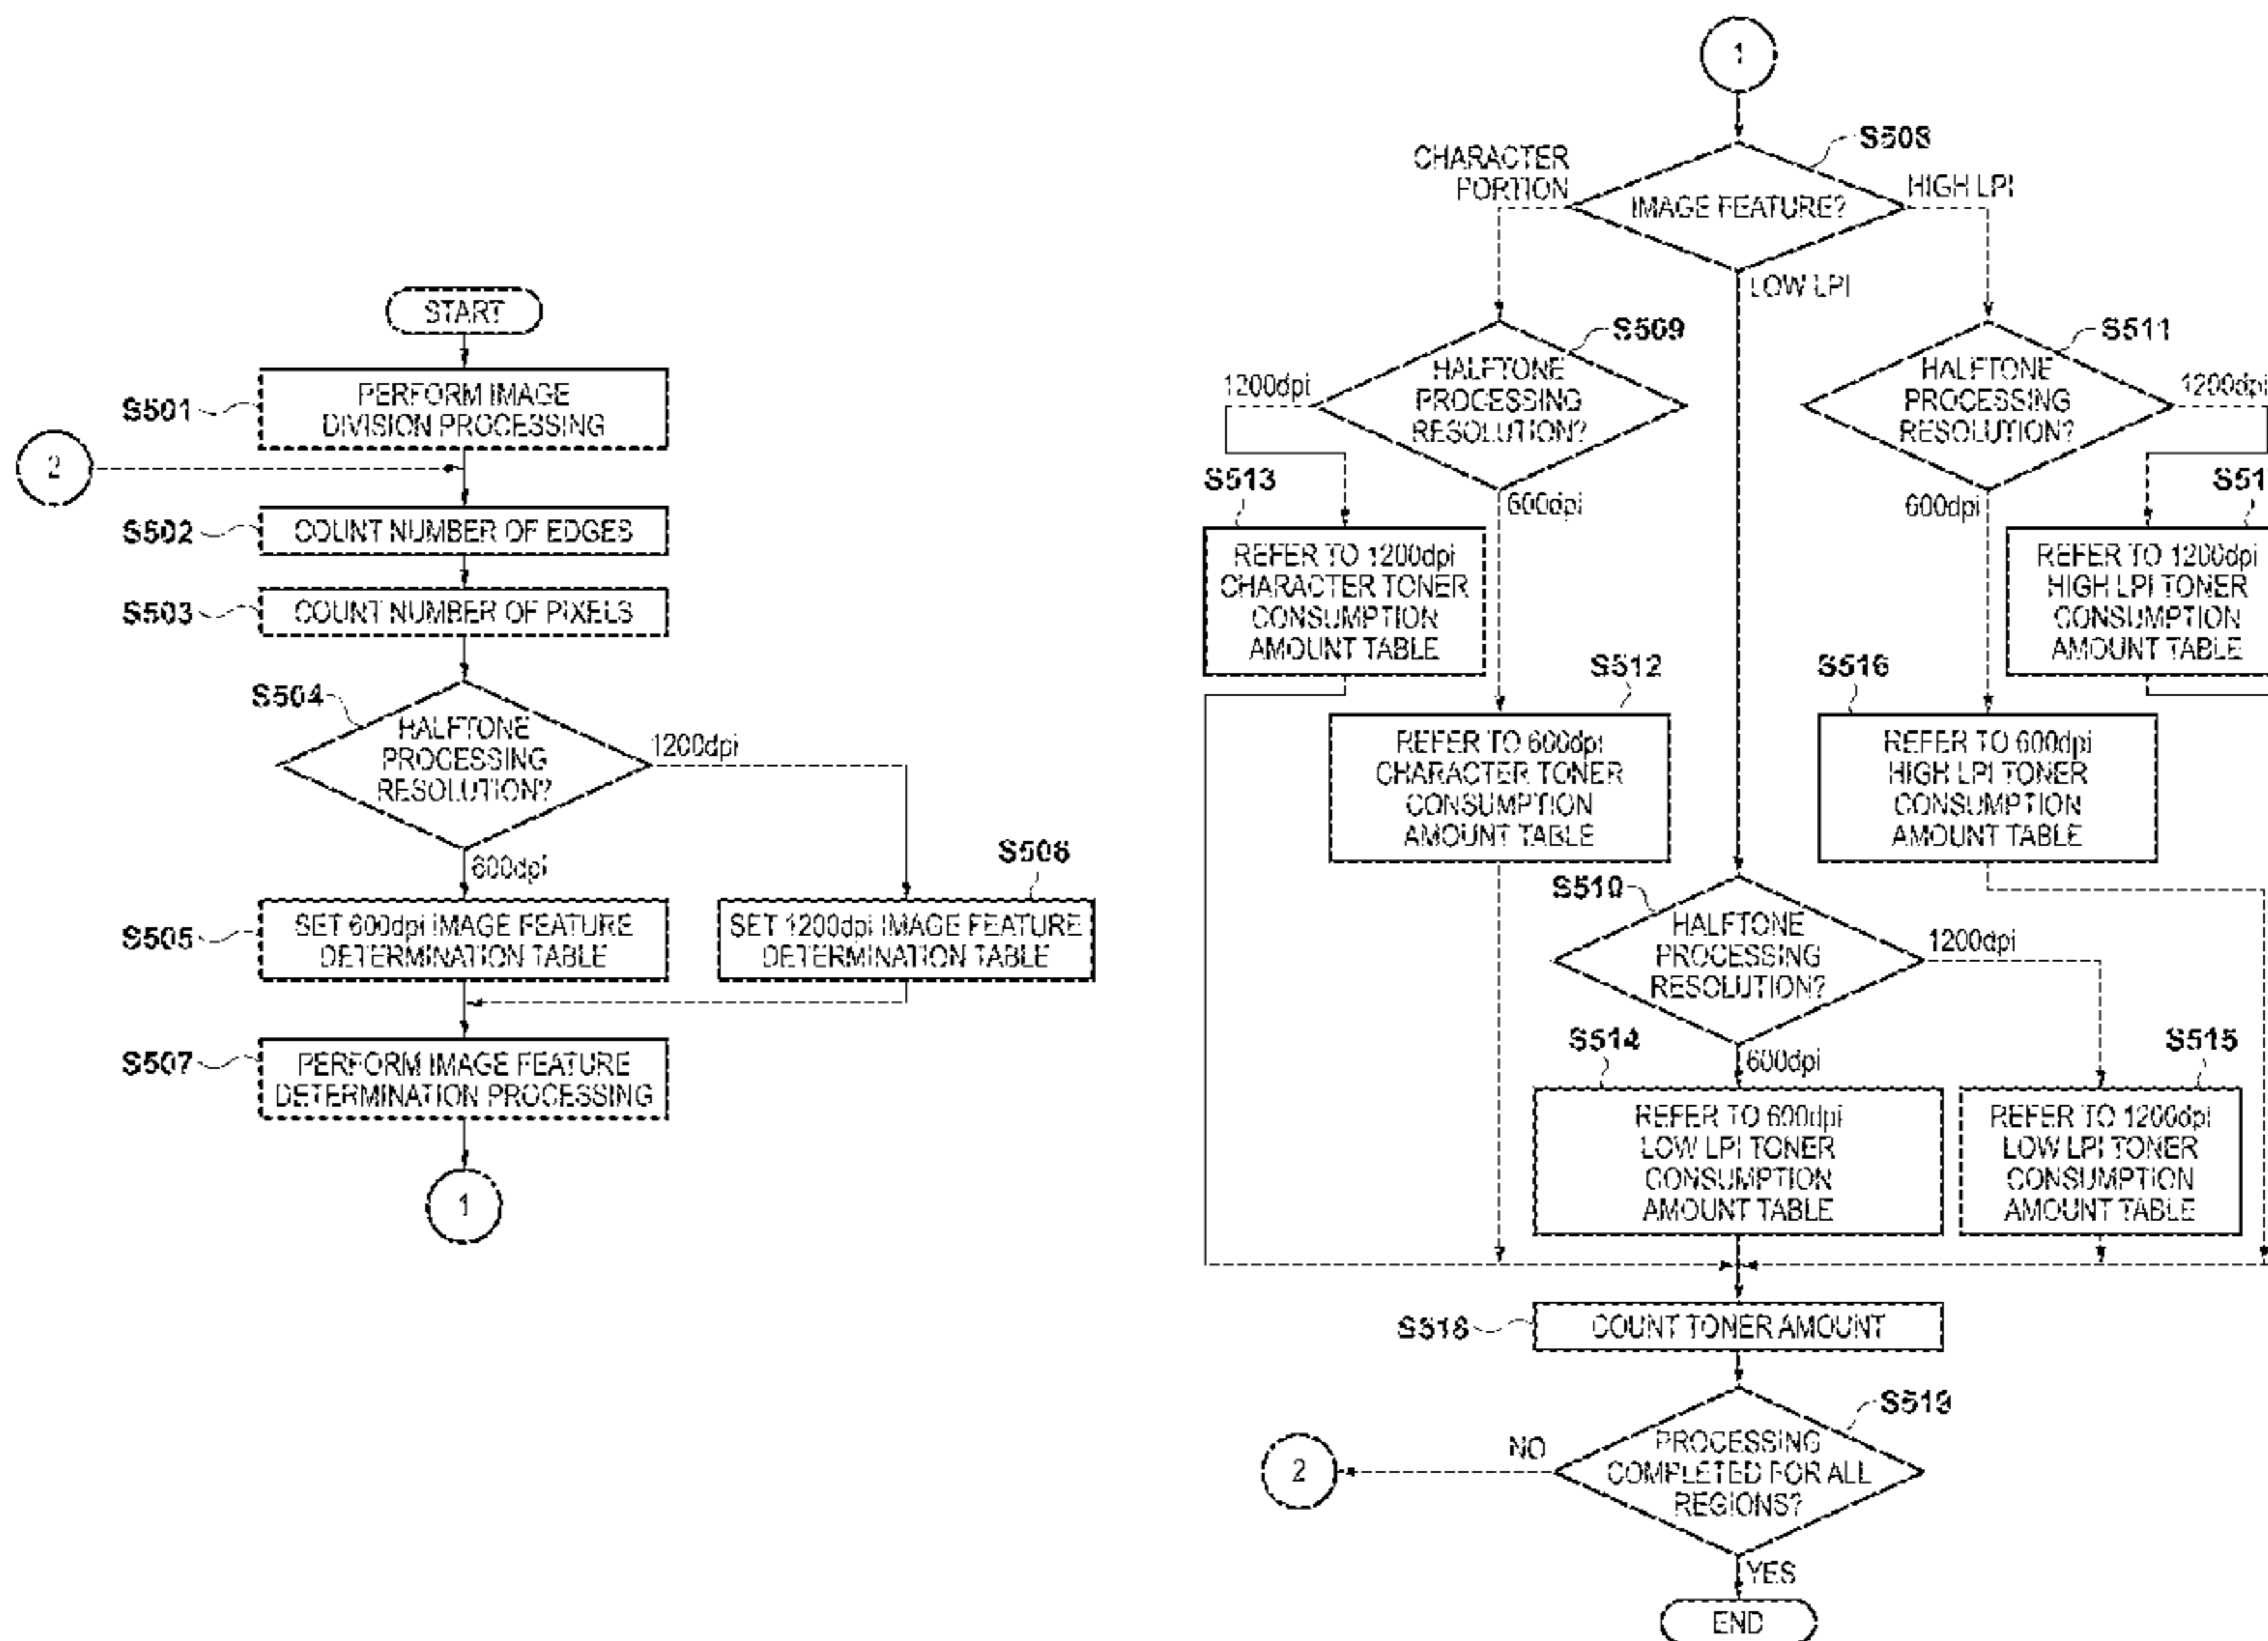 START
S501
PERFORM IMAGE
DIVISION PROCESSING
2
S502
COUNT NUMBER OF EDGES
S503
COUNT NUMBER OF PIXELS
S504
HALFTONE
PROCESSING
RESOLUTION?
1200dpi
600dpi
S505
SET 600dpi IMAGE FEATURE
DETERMINATION TABLE
S506
SET 1200dpi IMAGE FEATURE
DETERMINATION TABLE
S507
PERFORM IMAGE FEATURE
DETERMINATION PROCESSING
1
1
S508
IMAGE FEATURE?
CHARACTER
PORTION
HIGH LPI
LOW LPI
S509
HALFTONE
PROCESSING
RESOLUTION?
1200dpi
600dpi
S511
HALFTONE
PROCESSING
RESOLUTION?
1200dpi
600dpi
S513
REFER TO 1200dpi
CHARACTER TONER
CONSUMPTION
AMOUNT TABLE
S51
REFER TO 1200dpi
HIGH LPI TONER
CONSUMPTION
AMOUNT TABLE
S512
REFER TO 600dpi
CHARACTER TONER
CONSUMPTION
AMOUNT TABLE
S516
REFER TO 600dpi
HIGH LPI TONER
CONSUMPTION
AMOUNT TABLE
S510
HALFTONE
PROCESSING
RESOLUTION?
1200dpi
600dpi
S514
REFER TO 600dpi
LOW LPI TONER
CONSUMPTION
AMOUNT TABLE
S515
REFER TO 1200dpi
LOW LPI TONER
CONSUMPTION
AMOUNT TABLE
S518
COUNT TONER AMOUNT
S519
PROCESSING
COMPLETED FOR ALL
REGIONS?
NO
2
YES
END